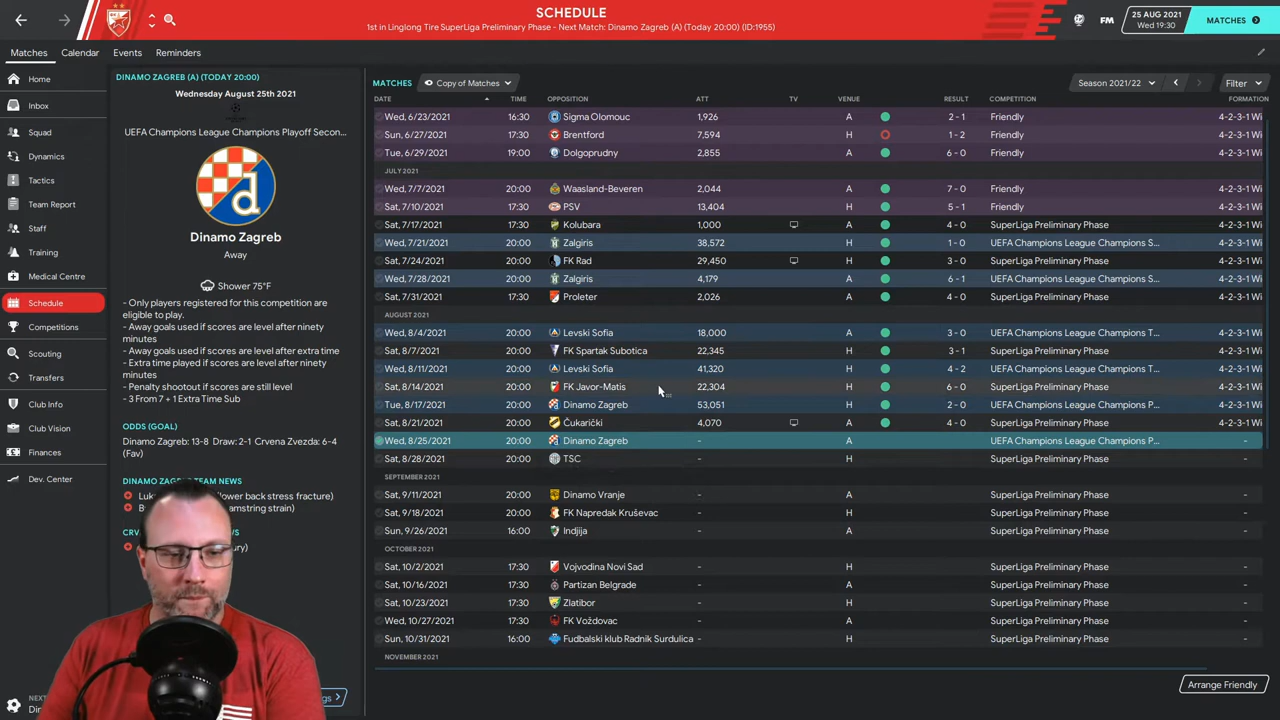 SCHEDULE
1st in Linglong Tire SuperLiga Preliminary Phase - Next Match: Dinamo Zagreb (A) (Today 20:00) (ID:1955)
FM
25 AUG 2021
Wed 19:30
MATCHES
Matches Calendar Events Reminders
Home
Inbox
Squad
Dynamics
Tactics
Team Report
Staff
Training
Medical Centre
Schedule
Competitions
Scouting
Transfers
Club Info
Club Vision
Finances
Dev. Center
DINAMO ZAGREB (A) (TODAY 20:00)
Wednesday August 25th 2021
UEFA Champions League Champions Playoff Secon...
Dinamo Zagreb
Away
Shower 75°F
- Only players registered for this competition are
eligible to play.
- Away goals used if scores are level after ninety
minutes
- Away goals used if scores are level after extra time
- Extra time played if scores are level after ninety
minutes
- Penalty shootout if scores are still level
- 3 From 7 + 1 Extra Time Sub
ODDS (GOAL)
Dinamo Zagreb: 13-8 Draw: 2-1 Crvena Zvezda: 6-4
(Fav)
DINAMO ZAGREB TEAM NEWS
lower back stress fracture)
MATCHES Copy of Matches Season 2021/22 Filter
DATE TIME OPPOSITION ATT TV VENUE RESULT COMPETITION FORMATION
Wed, 6/23/2021 16:30 Sigma Olomouc 1,926 A 2 - 1 Friendly 4-2-3-1 Wi
Sun, 6/27/2021 17:30 Brentford 7,594 H 1 - 2 Friendly 4-2-3-1 Wi
Tue, 6/29/2021 19:00 Dolgoprudny 2,855 A 6 - 0 Friendly 4-2-3-1 Wi
JULY 2021
Wed, 7/7/2021 20:00 Waasland-Beveren 2,044 A 7 - 0 Friendly 4-2-3-1 Wi
Sat, 7/10/2021 17:30 PSV 13,404 H 5 - 1 Friendly 4-2-3-1 Wi
Sat, 7/17/2021 17:30 Kolubara 1,000 A 4 - 0 SuperLiga Preliminary Phase 4-2-3-1 Wi
Wed, 7/21/2021 20:00 Zalgiris 38,572 H 1 - 0 UEFA Champions League Champions S... 4-2-3-1 Wi
Sat, 7/24/2021 20:00 FK Rad 29,450 H 3 - 0 SuperLiga Preliminary Phase 4-2-3-1 Wi
Wed, 7/28/2021 20:00 Zalgiris 4,179 A 6 - 1 UEFA Champions League Champions S... 4-2-3-1 Wi
Sat, 7/31/2021 17:30 Proleter 2,026 A 4 - 0 SuperLiga Preliminary Phase 4-2-3-1 Wi
AUGUST 2021
Wed, 8/4/2021 20:00 Levski Sofia 18,000 A 3 - 0 UEFA Champions League Champions T... 4-2-3-1 Wi
Sat, 8/7/2021 20:00 FK Spartak Subotica 22,345 H 3 - 1 SuperLiga Preliminary Phase 4-2-3-1 Wi
Wed, 8/11/2021 20:00 Levski Sofia 41,320 H 4 - 2 UEFA Champions League Champions T... 4-2-3-1 Wi
Sat, 8/14/2021 20:00 FK Javor-Matis 22,304 H 6 - 0 SuperLiga Preliminary Phase 4-2-3-1 Wi
Tue, 8/17/2021 20:00 Dinamo Zagreb 53,051 H 2 - 0 UEFA Champions League Champions P... 4-2-3-1 Wi
Sat, 8/21/2021 20:00 Čukarički 4,070 A 4 - 0 SuperLiga Preliminary Phase 4-2-3-1 Wi
Wed, 8/25/2021 20:00 Dinamo Zagreb - A UEFA Champions League Champions P... -
Sat, 8/28/2021 20:00 TSC - H SuperLiga Preliminary Phase -
SEPTEMBER 2021
Sat, 9/11/2021 20:00 Dinamo Vranje - A SuperLiga Preliminary Phase -
Sat, 9/18/2021 20:00 FK Napredak Kruševac - H SuperLiga Preliminary Phase -
Sun, 9/26/2021 16:00 Indjija - A SuperLiga Preliminary Phase -
OCTOBER 2021
Sat, 10/2/2021 17:30 Vojvodina Novi Sad - H SuperLiga Preliminary Phase -
Sat, 10/16/2021 17:30 Partizan Belgrade - A SuperLiga Preliminary Phase -
Sat, 10/23/2021 17:30 Zlatibor - H SuperLiga Preliminary Phase -
Wed, 10/27/2021 17:30 FK Voždovac - A SuperLiga Preliminary Phase -
Sun, 10/31/2021 16:00 Fudbalski klub Radnik Surdulica - H SuperLiga Preliminary Phase -
NOVEMBER 2021
Arrange Friendly